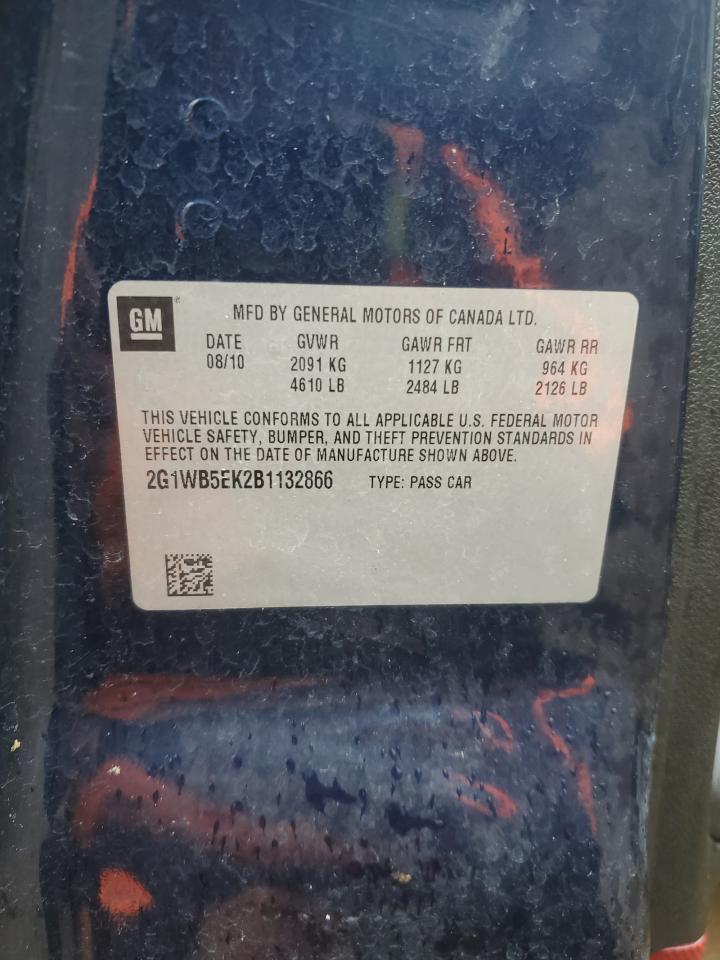 GM
MFD BY GENERAL MOTORS OF CANADA LTD.
DATE GVWR GAWR FRT GAWR RR
08/10 2091 KG 1127 KG 964 KG
4610 LB 2484 LB 2126 LB
THIS VEHICLE CONFORMS TO ALL APPLICABLE U.S. FEDERAL MOTOR
VEHICLE SAFETY, BUMPER, AND THEFT PREVENTION STANDARDS IN
EFFECT ON THE DATE OF MANUFACTURE SHOWN ABOVE.
2G1WB5EK2B1132866 TYPE: PASS CAR